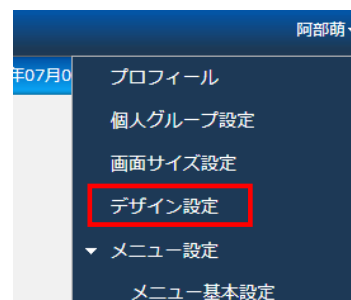 阿部萌
年07月0
プロフィール
個人グループ設定
画面サイズ設定
デザイン設定
メニュー設定
メニュー基本設定